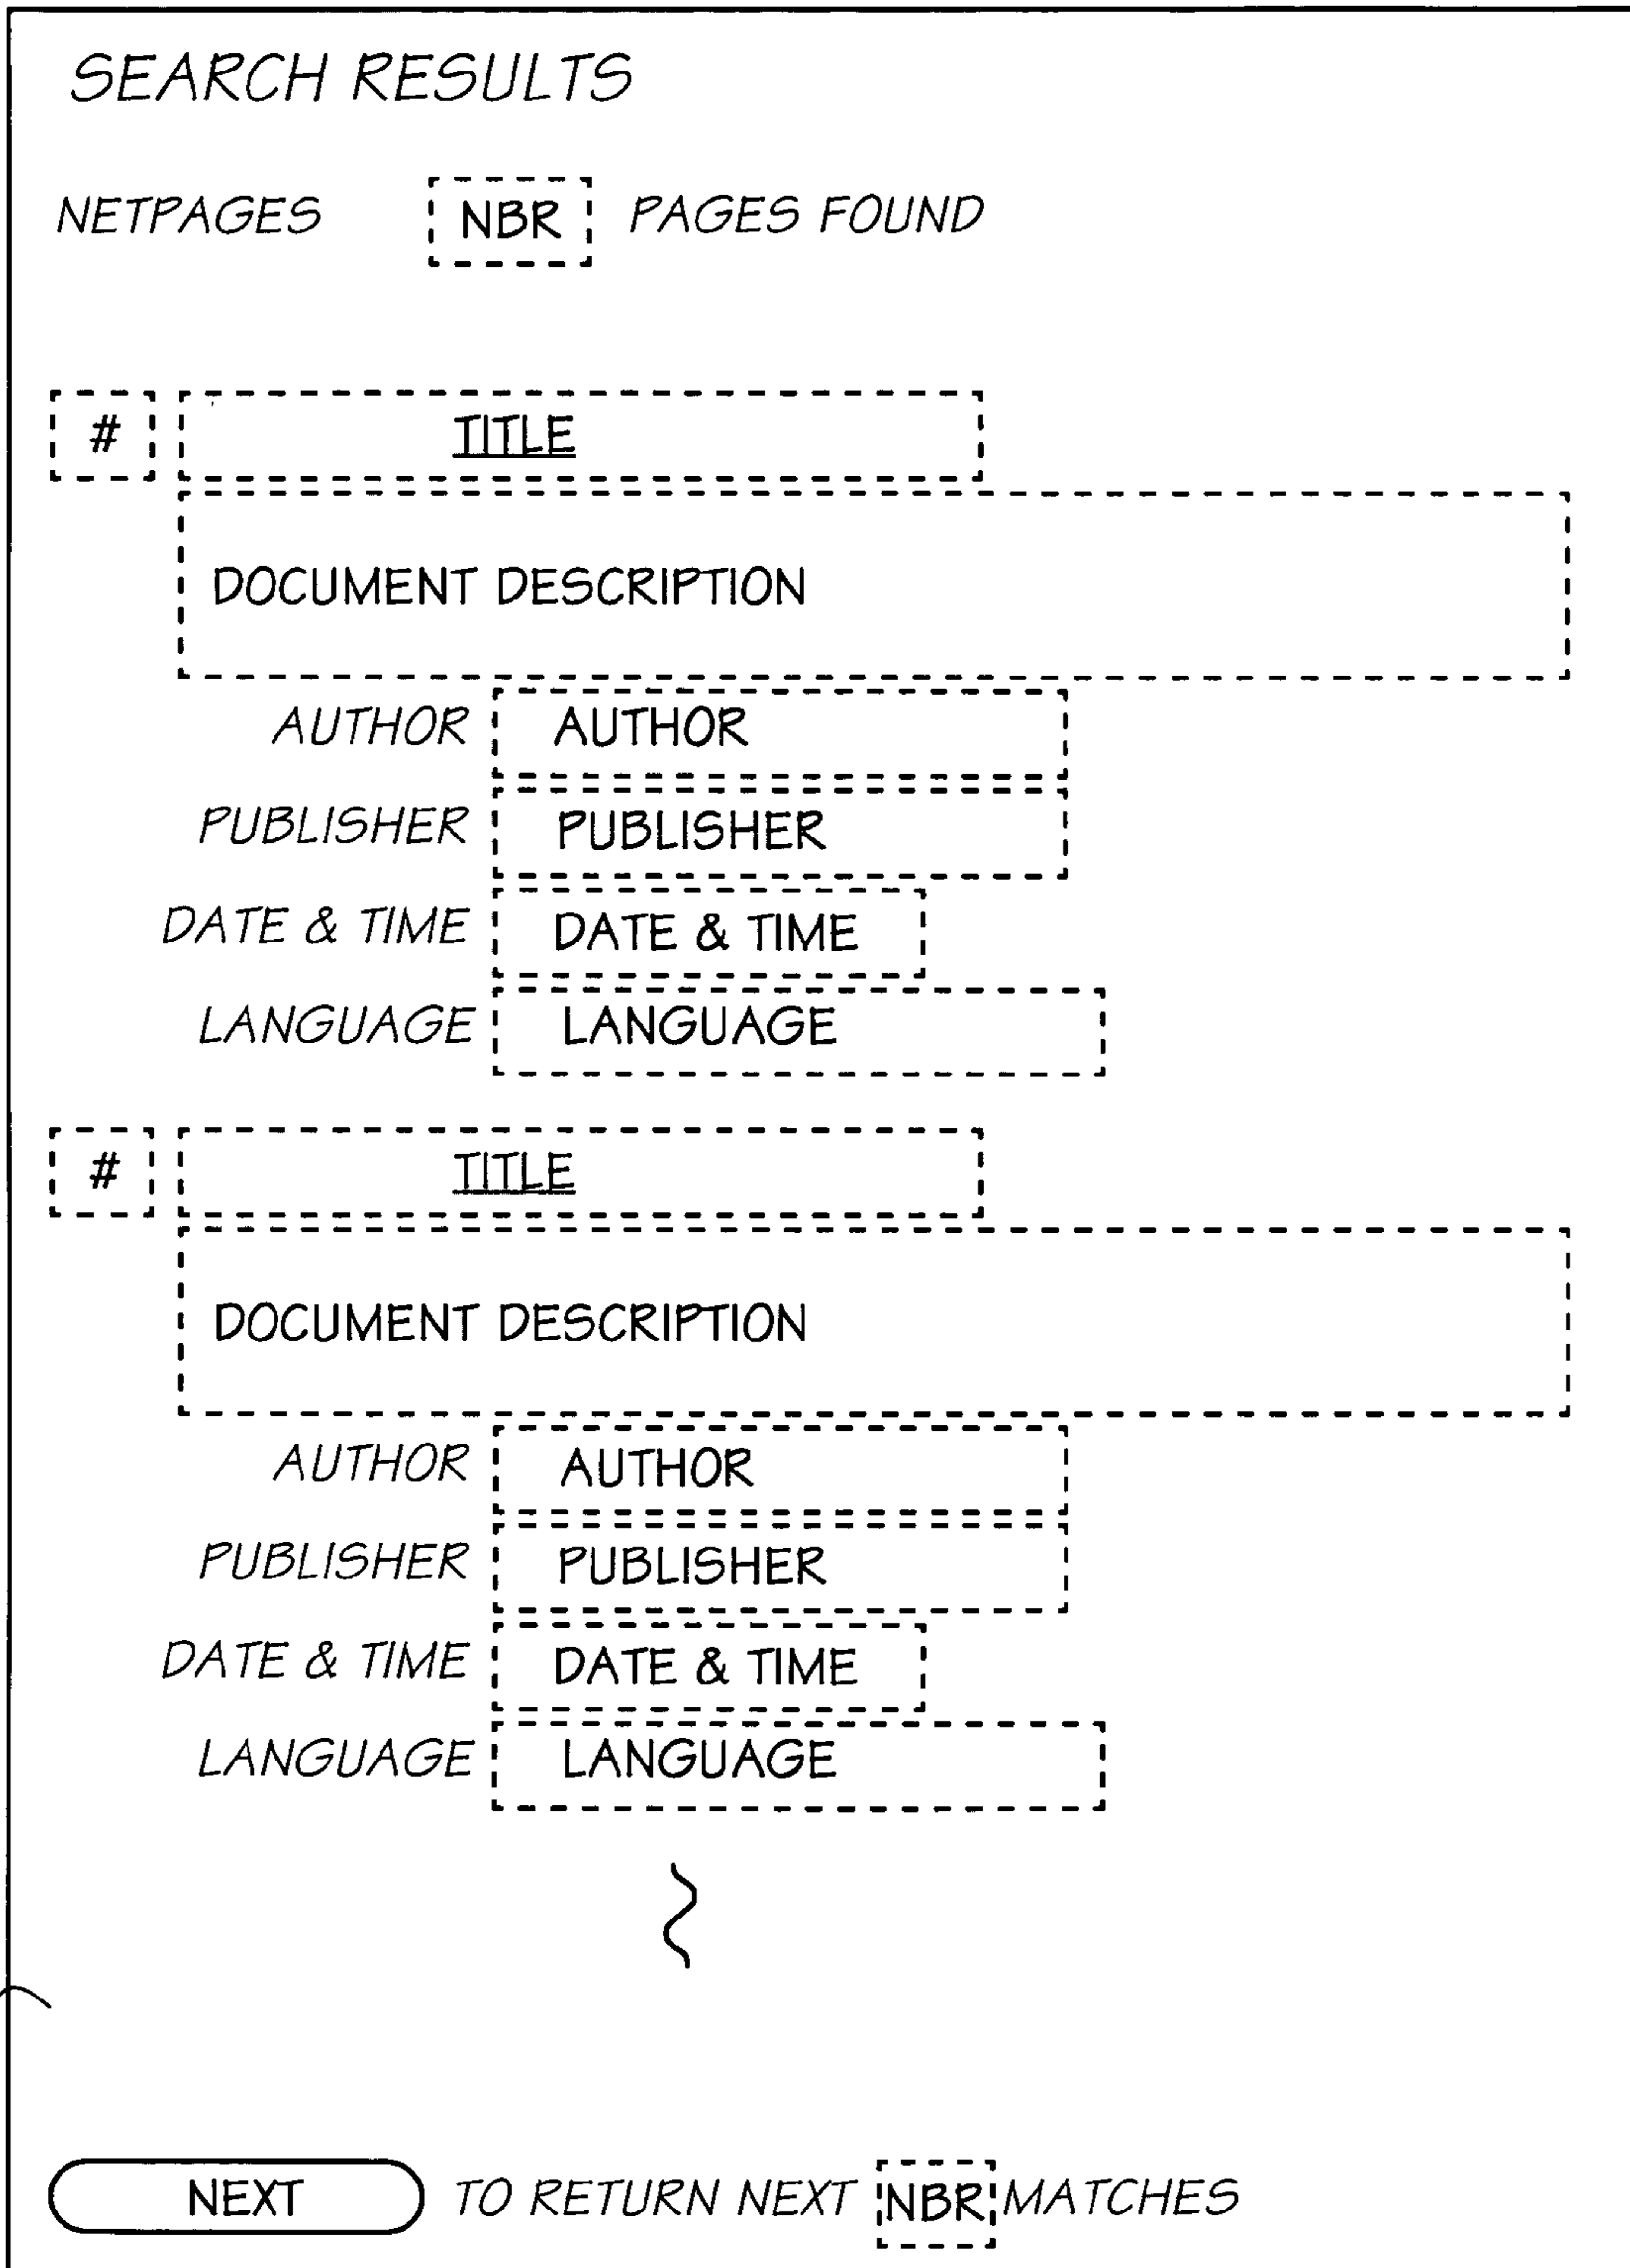 SEARCH RESULTS
NETPAGES NBR PAGES FOUND
# TITLE
DOCUMENT DESCRIPTION
AUTHOR AUTHOR
PUBLISHER PUBLISHER
DATE & TIME DATE & TIME
LANGUAGE LANGUAGE
# TITLE
DOCUMENT DESCRIPTION
AUTHOR AUTHOR
PUBLISHER PUBLISHER
DATE & TIME DATE & TIME
LANGUAGE LANGUAGE
NEXT TO RETURN NEXT NBR MATCHES